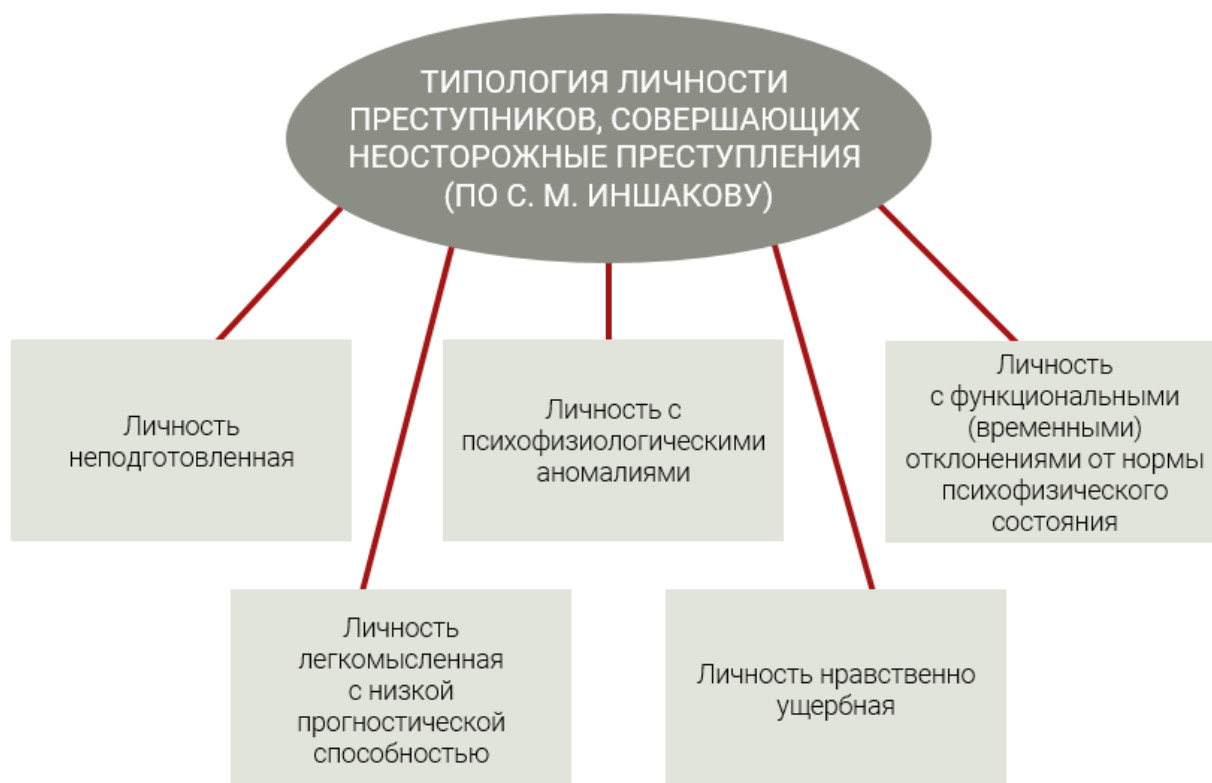 ТИПОЛОГИЯ ЛИЧНОСТИ
ПРЕСТУПНИКОВ, СОВЕРШАЮЩИХ
НЕОСТОРОЖНЫЕ ПРЕСТУПЛЕНИЯ
(ПО С. М. ИНШАКОВУ)
Личность
неподготовленная
Личность
легкомысленная
с низкой
прогностической
способностью
Личность с
психофизиологическими
аномалиями
Личность нравственно
ущербная
Личность
с функциональными
(временными)
отклонениями от нормы
психофизического
состояния